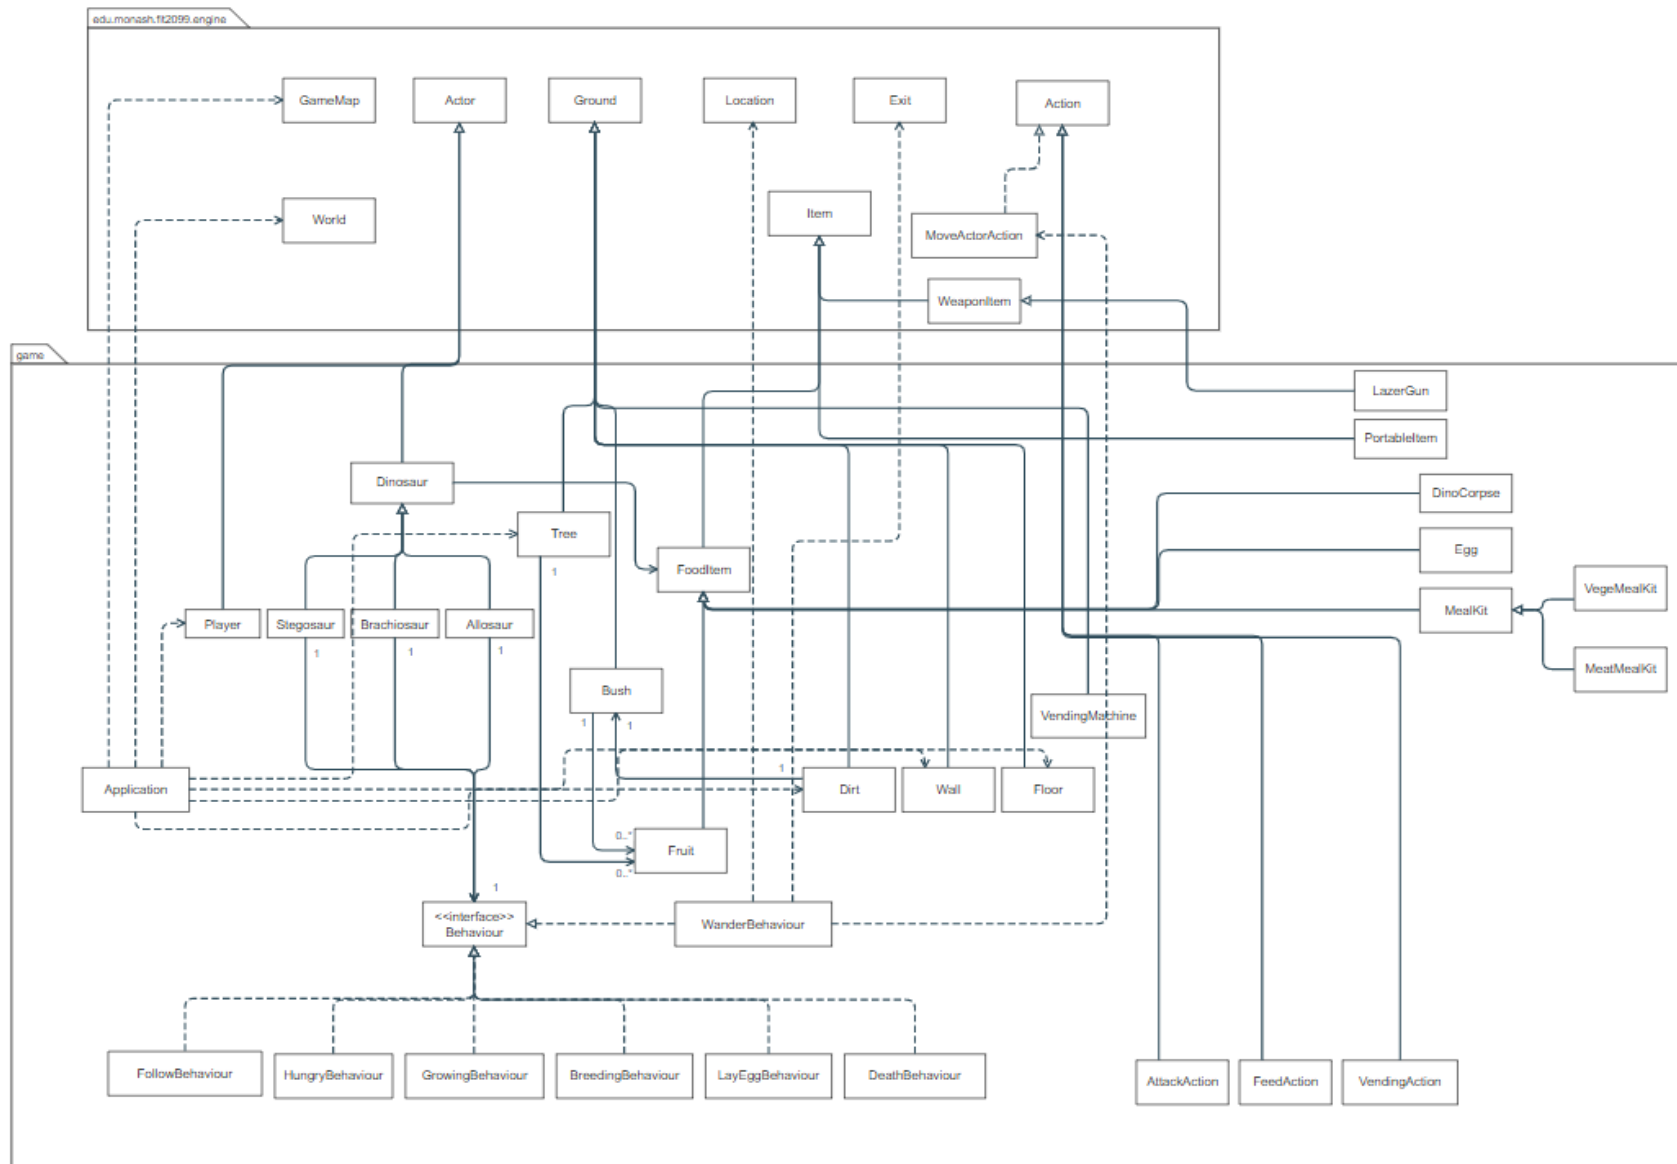 edu.monash.fit2099.engine
GameMap
Actor
Ground
Location
Exit
Action
World
Item
MoveActorAction
WeaponItem
game
LazerGun
PortableItem
Dinosaur
DinoCorpse
Tree
1
Egg
FoodItem
VegeMealKit
Player
Stegosaur
Brachiosaur
Allosaur
MealKit
1
1
1
MeatMealKit
Bush
1
1
VendingMachine
1
Application
Dirt
Wall
Floor
0..*
Fruit
0..*
1
<<interface>>
Behaviour
WanderBehaviour
FollowBehaviour
HungryBehaviour
GrowingBehaviour
BreedingBehaviour
LayEggBehaviour
DeathBehaviour
AttackAction
FeedAction
VendingAction